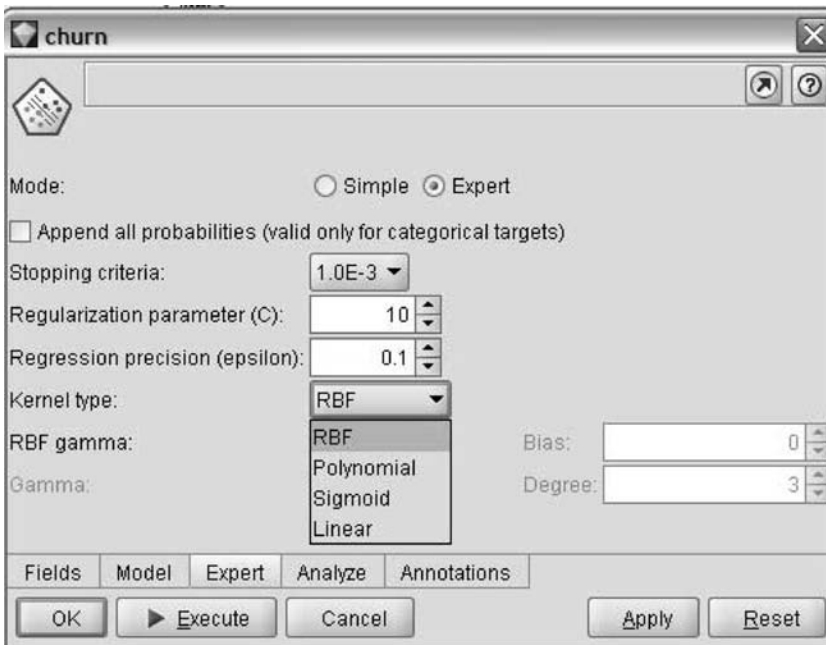 churn
Mode: Simple Expert
Append all probabilities (valid only for categorical targets)
Stopping criteria: 1.0E-3
Regularization parameter (C): 10
Regression precision (epsilon): 0.1
Kernel type: RBF
RBF gamma: RBF Bias: 0
Polynomial
Gamma: Sigmoid Degree: 3
Linear
Fields Model Expert Analyze Annotations
OK Execute Cancel Apply Reset